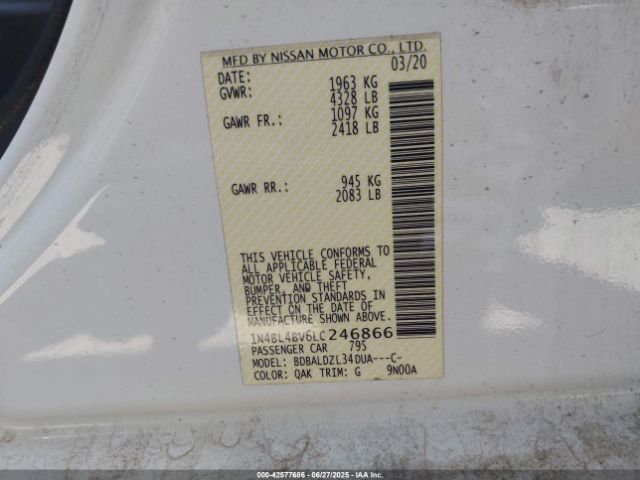 MFD BY NISSAN MOTOR CO., LTD.
DATE: 03/20
GVWR: 1963 KG
4328 LB
GAWR FR.: 1097 KG
2418 LB
GAWR RR.: 945 KG
2083 LB
THIS VEHICLE CONFORMS TO
ALL APPLICABLE FEDERAL
MOTOR VEHICLE SAFETY,
BUMPER, AND THEFT
PREVENTION STANDARDS IN
EFFECT ON THE DATE OF
MANUFACTURE SHOWN ABOVE.
1N4BL4BV6LC246866
PASSENGER CAR 795
MODEL: BDBALDZL34DUA---C-
COLOR: QAK TRIM: G 9N00A
000-42577686 | 06/27/2025 | IAA Inc.